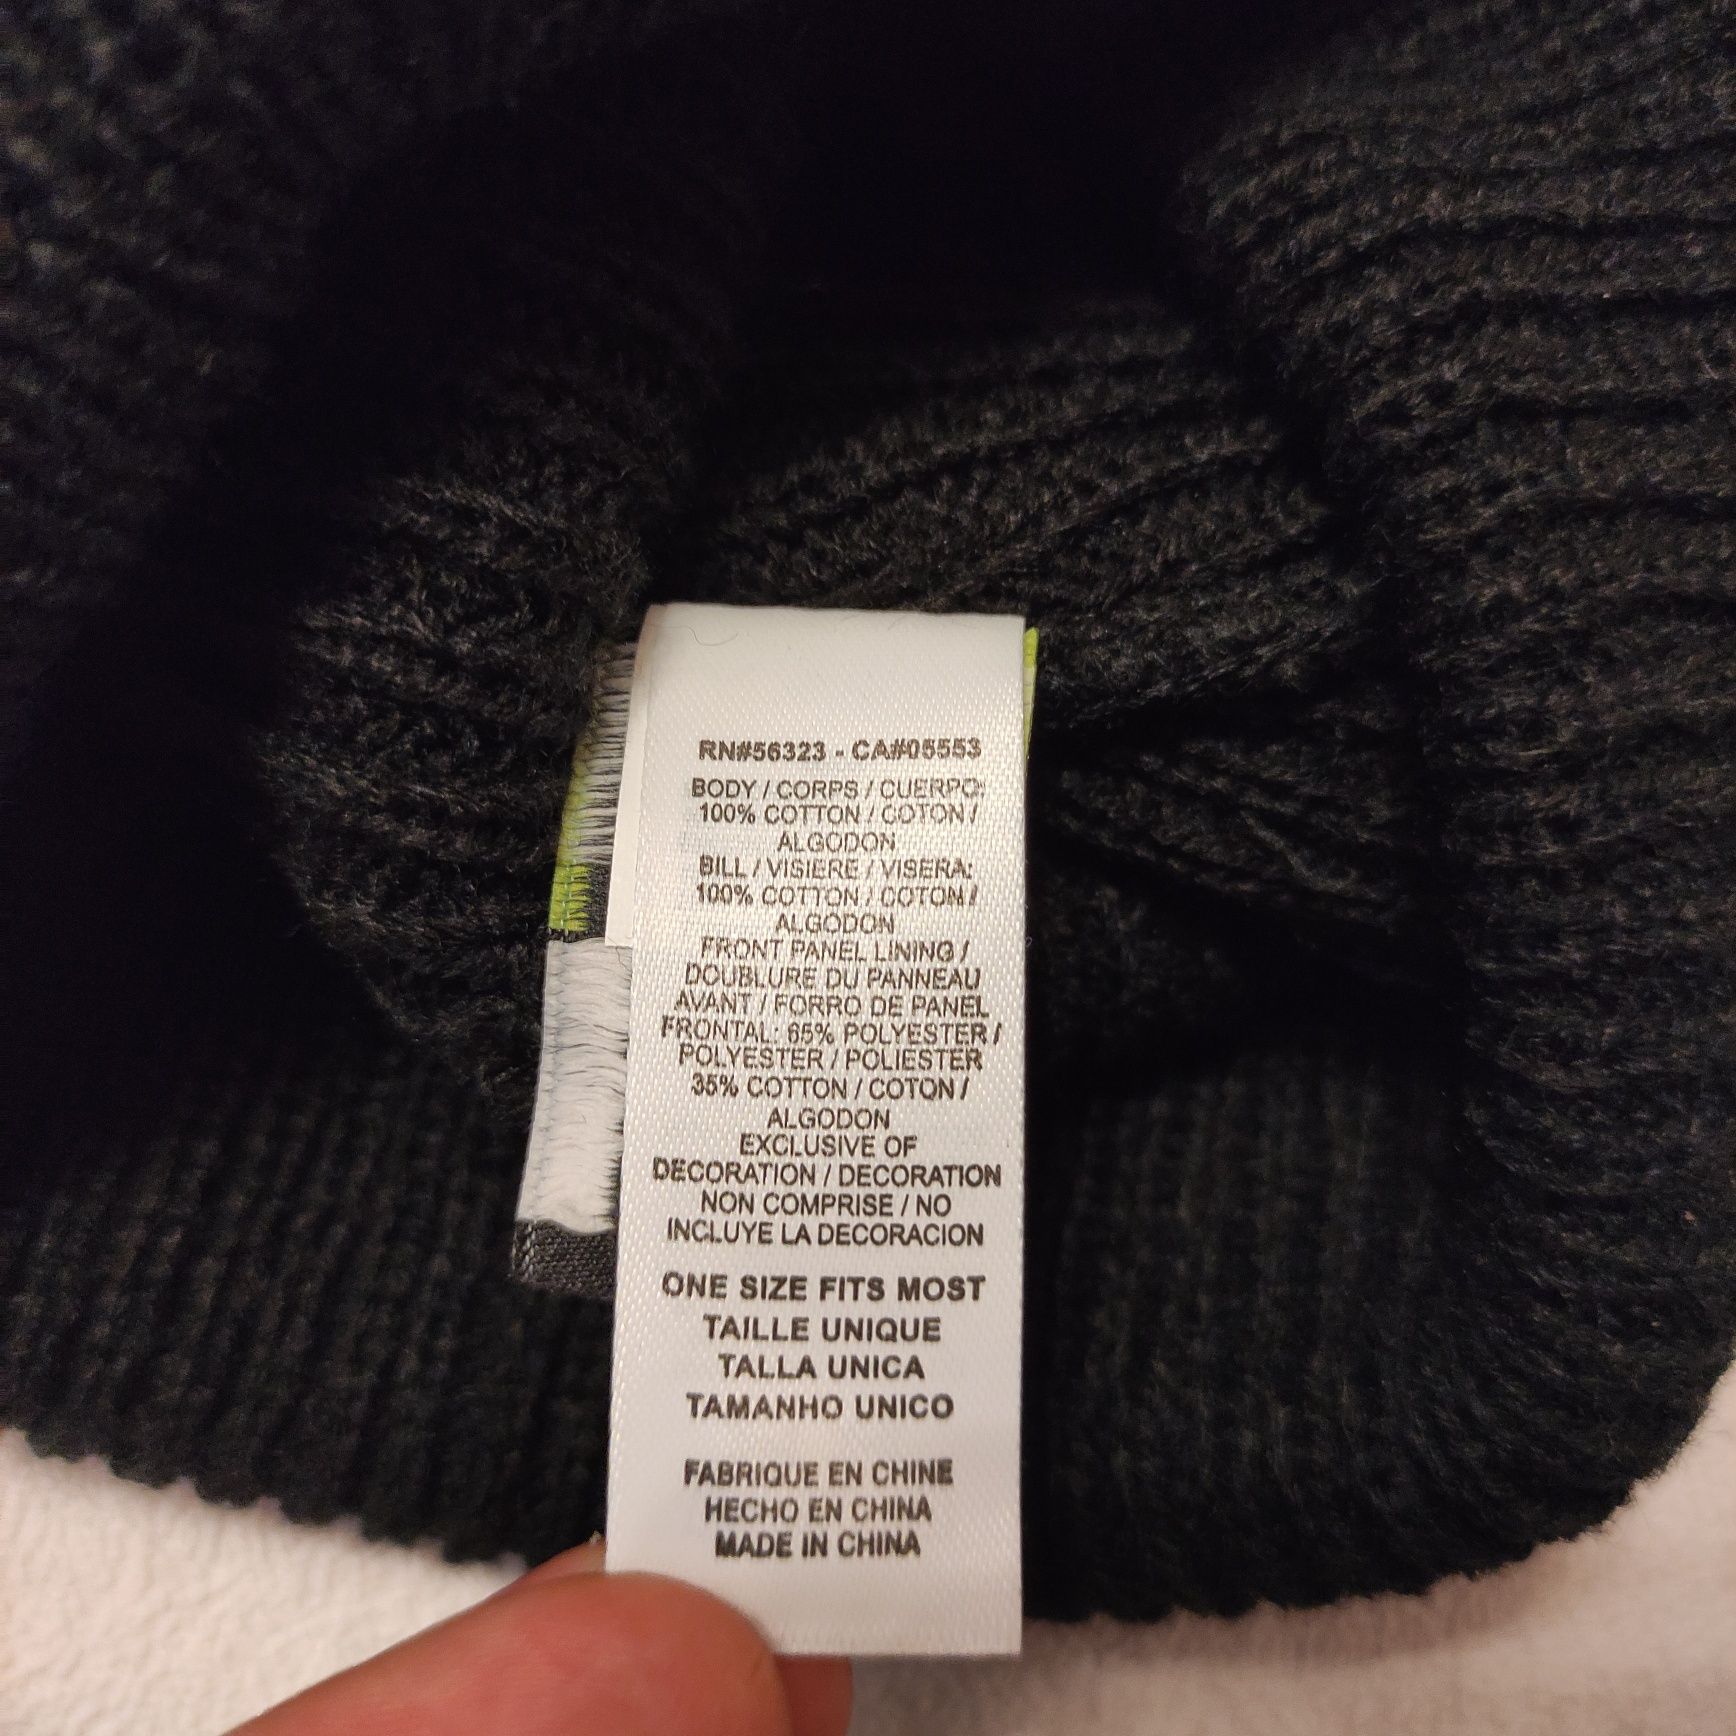 RN#56323 - CA#05553
BODY / CORPS / CUERPO:
100% COTTON / COTON /
ALGODON
BILL / VISIERE / VISERA:
100% COTTON / COTON /
ALGODON
FRONT PANEL LINING /
DOUBLURE DU PANNEAU
AVANT / FORRO DE PANEL
FRONTAL: 65% POLYESTER /
POLYESTER / POLIESTER
35% COTTON / COTON /
ALGODON
EXCLUSIVE OF
DECORATION / DECORATION
NON COMPRISE / NO
INCLUYE LA DECORACION
ONE SIZE FITS MOST
TAILLE UNIQUE
TALLA UNICA
TAMANHO UNICO
FABRIQUE EN CHINE
HECHO EN CHINA
MADE IN CHINA